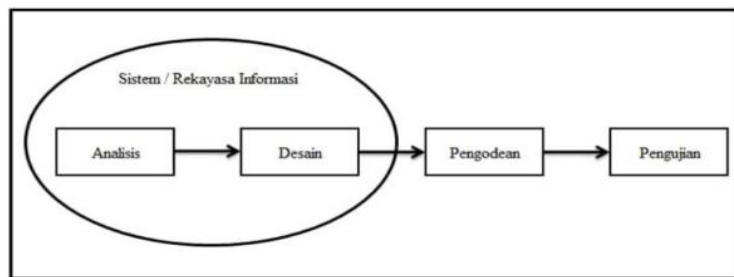 Sistem / Rekayasa Informasi
Analisis
Desain
Pengodean
Pengujian